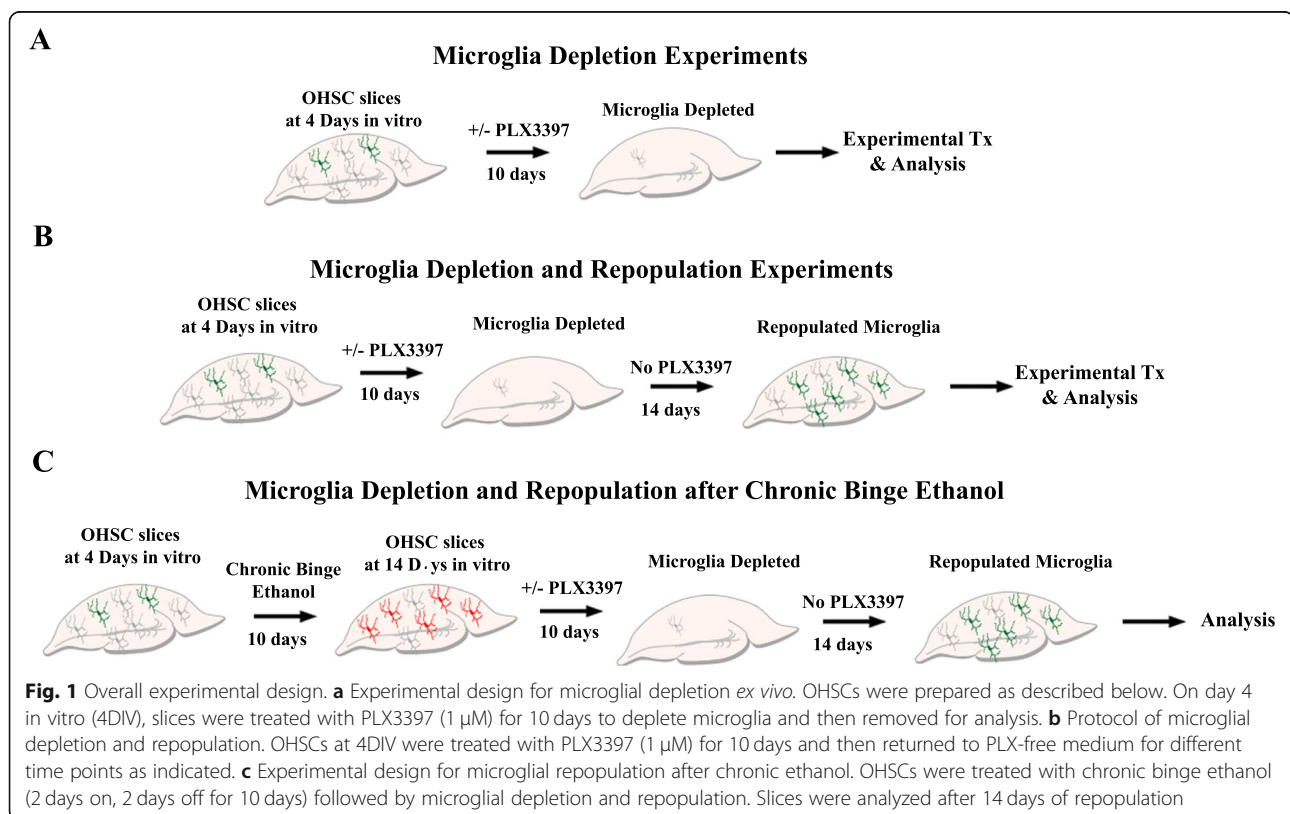 A
Microglia Depletion Experiments
OHSC slices
at 4 Days in vitro
+/- PLX3397
10 days
Microglia Depleted
Experimental Tx
& Analysis
B
Microglia Depletion and Repopulation Experiments
OHSC slices
at 4 Days in vitro
+/- PLX3397
10 days
Microglia Depleted
No PLX3397
14 days
Repopulated Microglia
Experimental Tx
& Analysis
C
Microglia Depletion and Repopulation after Chronic Binge Ethanol
OHSC slices
at 4 Days in vitro
Chronic Binge
Ethanol
10 days
OHSC slices
at 14 D·ys in vitro
+/- PLX3397
10 days
Microglia Depleted
No PLX3397
14 days
Repopulated Microglia
Analysis
Fig. 1 Overall experimental design. a Experimental design for microglial depletion ex vivo. OHSCs were prepared as described below. On day 4
in vitro (4DIV), slices were treated with PLX3397 (1 μM) for 10 days to deplete microglia and then removed for analysis. b Protocol of microglial
depletion and repopulation. OHSCs at 4DIV were treated with PLX3397 (1 μM) for 10 days and then returned to PLX-free medium for different
time points as indicated. c Experimental design for microglial repopulation after chronic ethanol. OHSCs were treated with chronic binge ethanol
(2 days on, 2 days off for 10 days) followed by microglial depletion and repopulation. Slices were analyzed after 14 days of repopulation